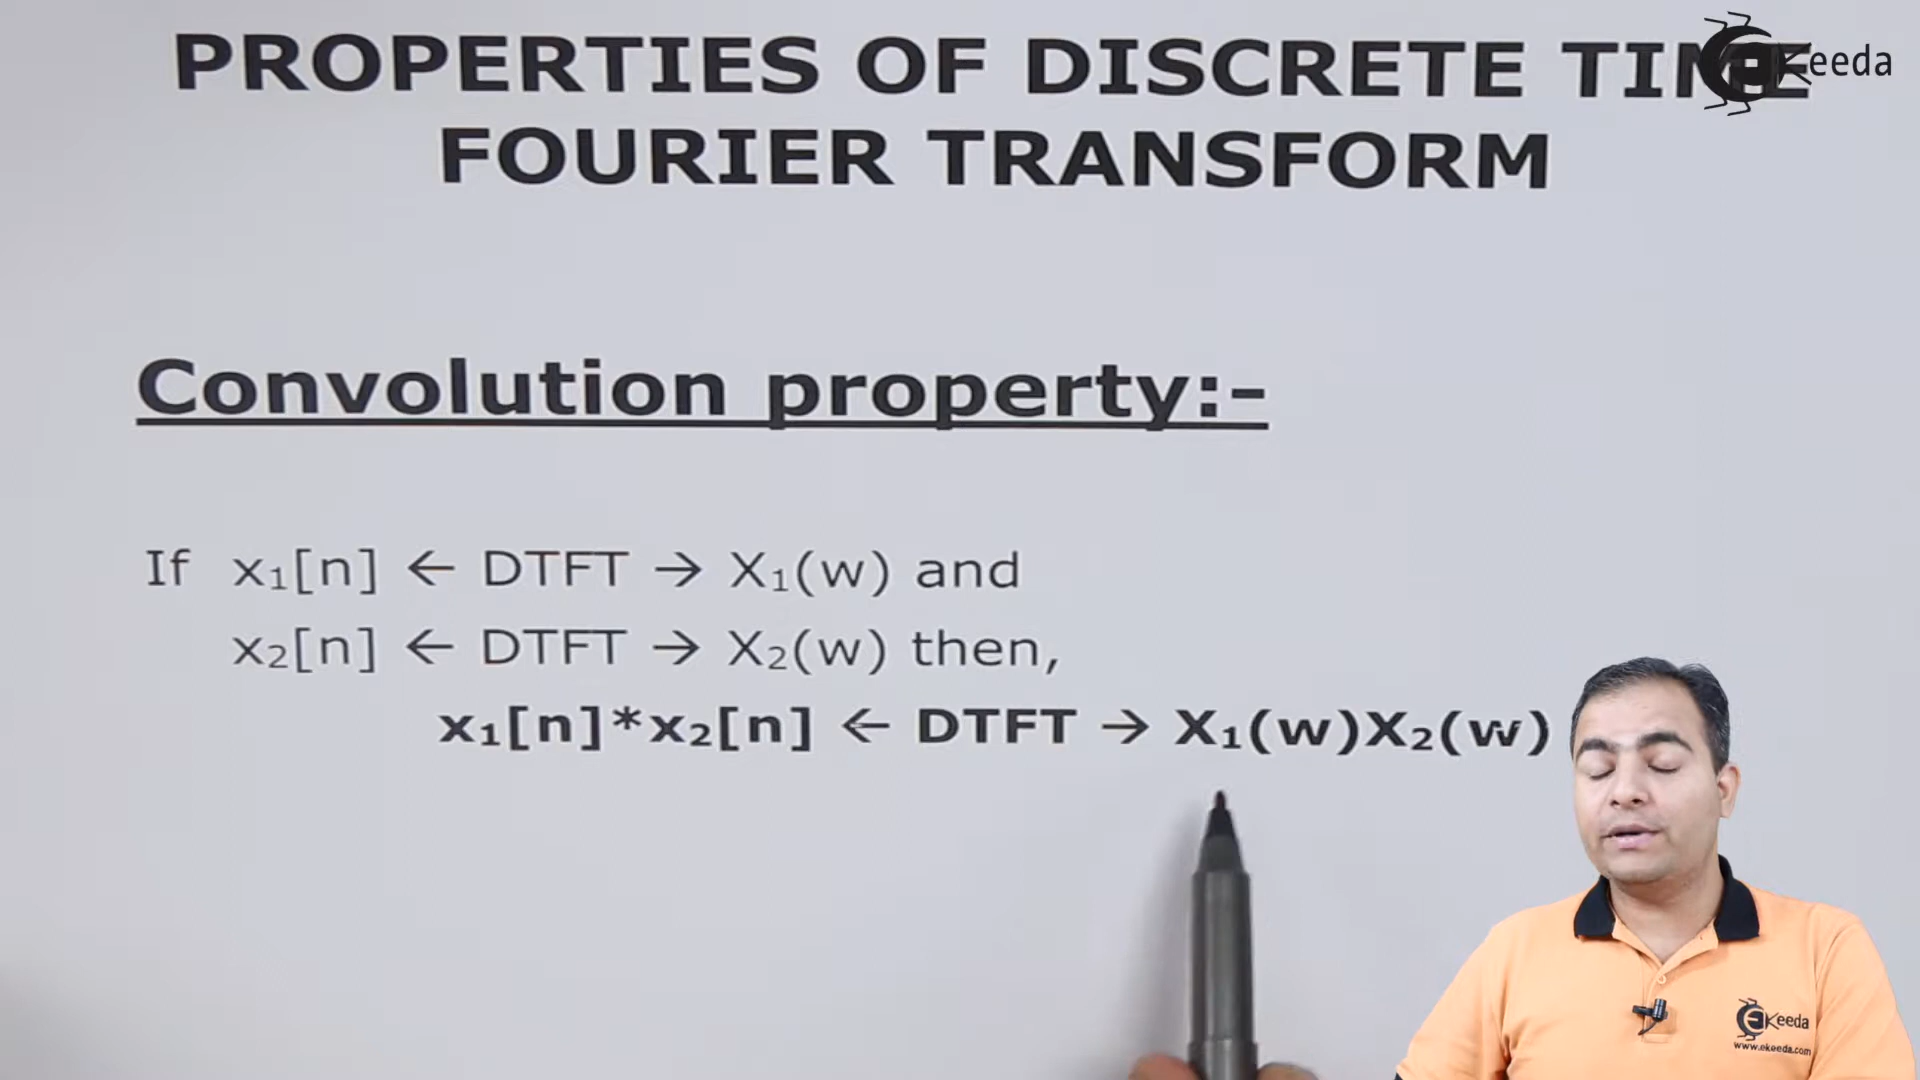 PROPERTIES OF DISCRETE TIME
FOURIER TRANSFORM
eKeeda
Convolution property:-
If x₁[n] ← DTFT → X₁(w) and
x₂[n] ← DTFT → X₂(w) then,
x₁[n]*x₂[n] ← DTFT → X₁(w)X₂(w)
eKeeda
www.ekeeda.com